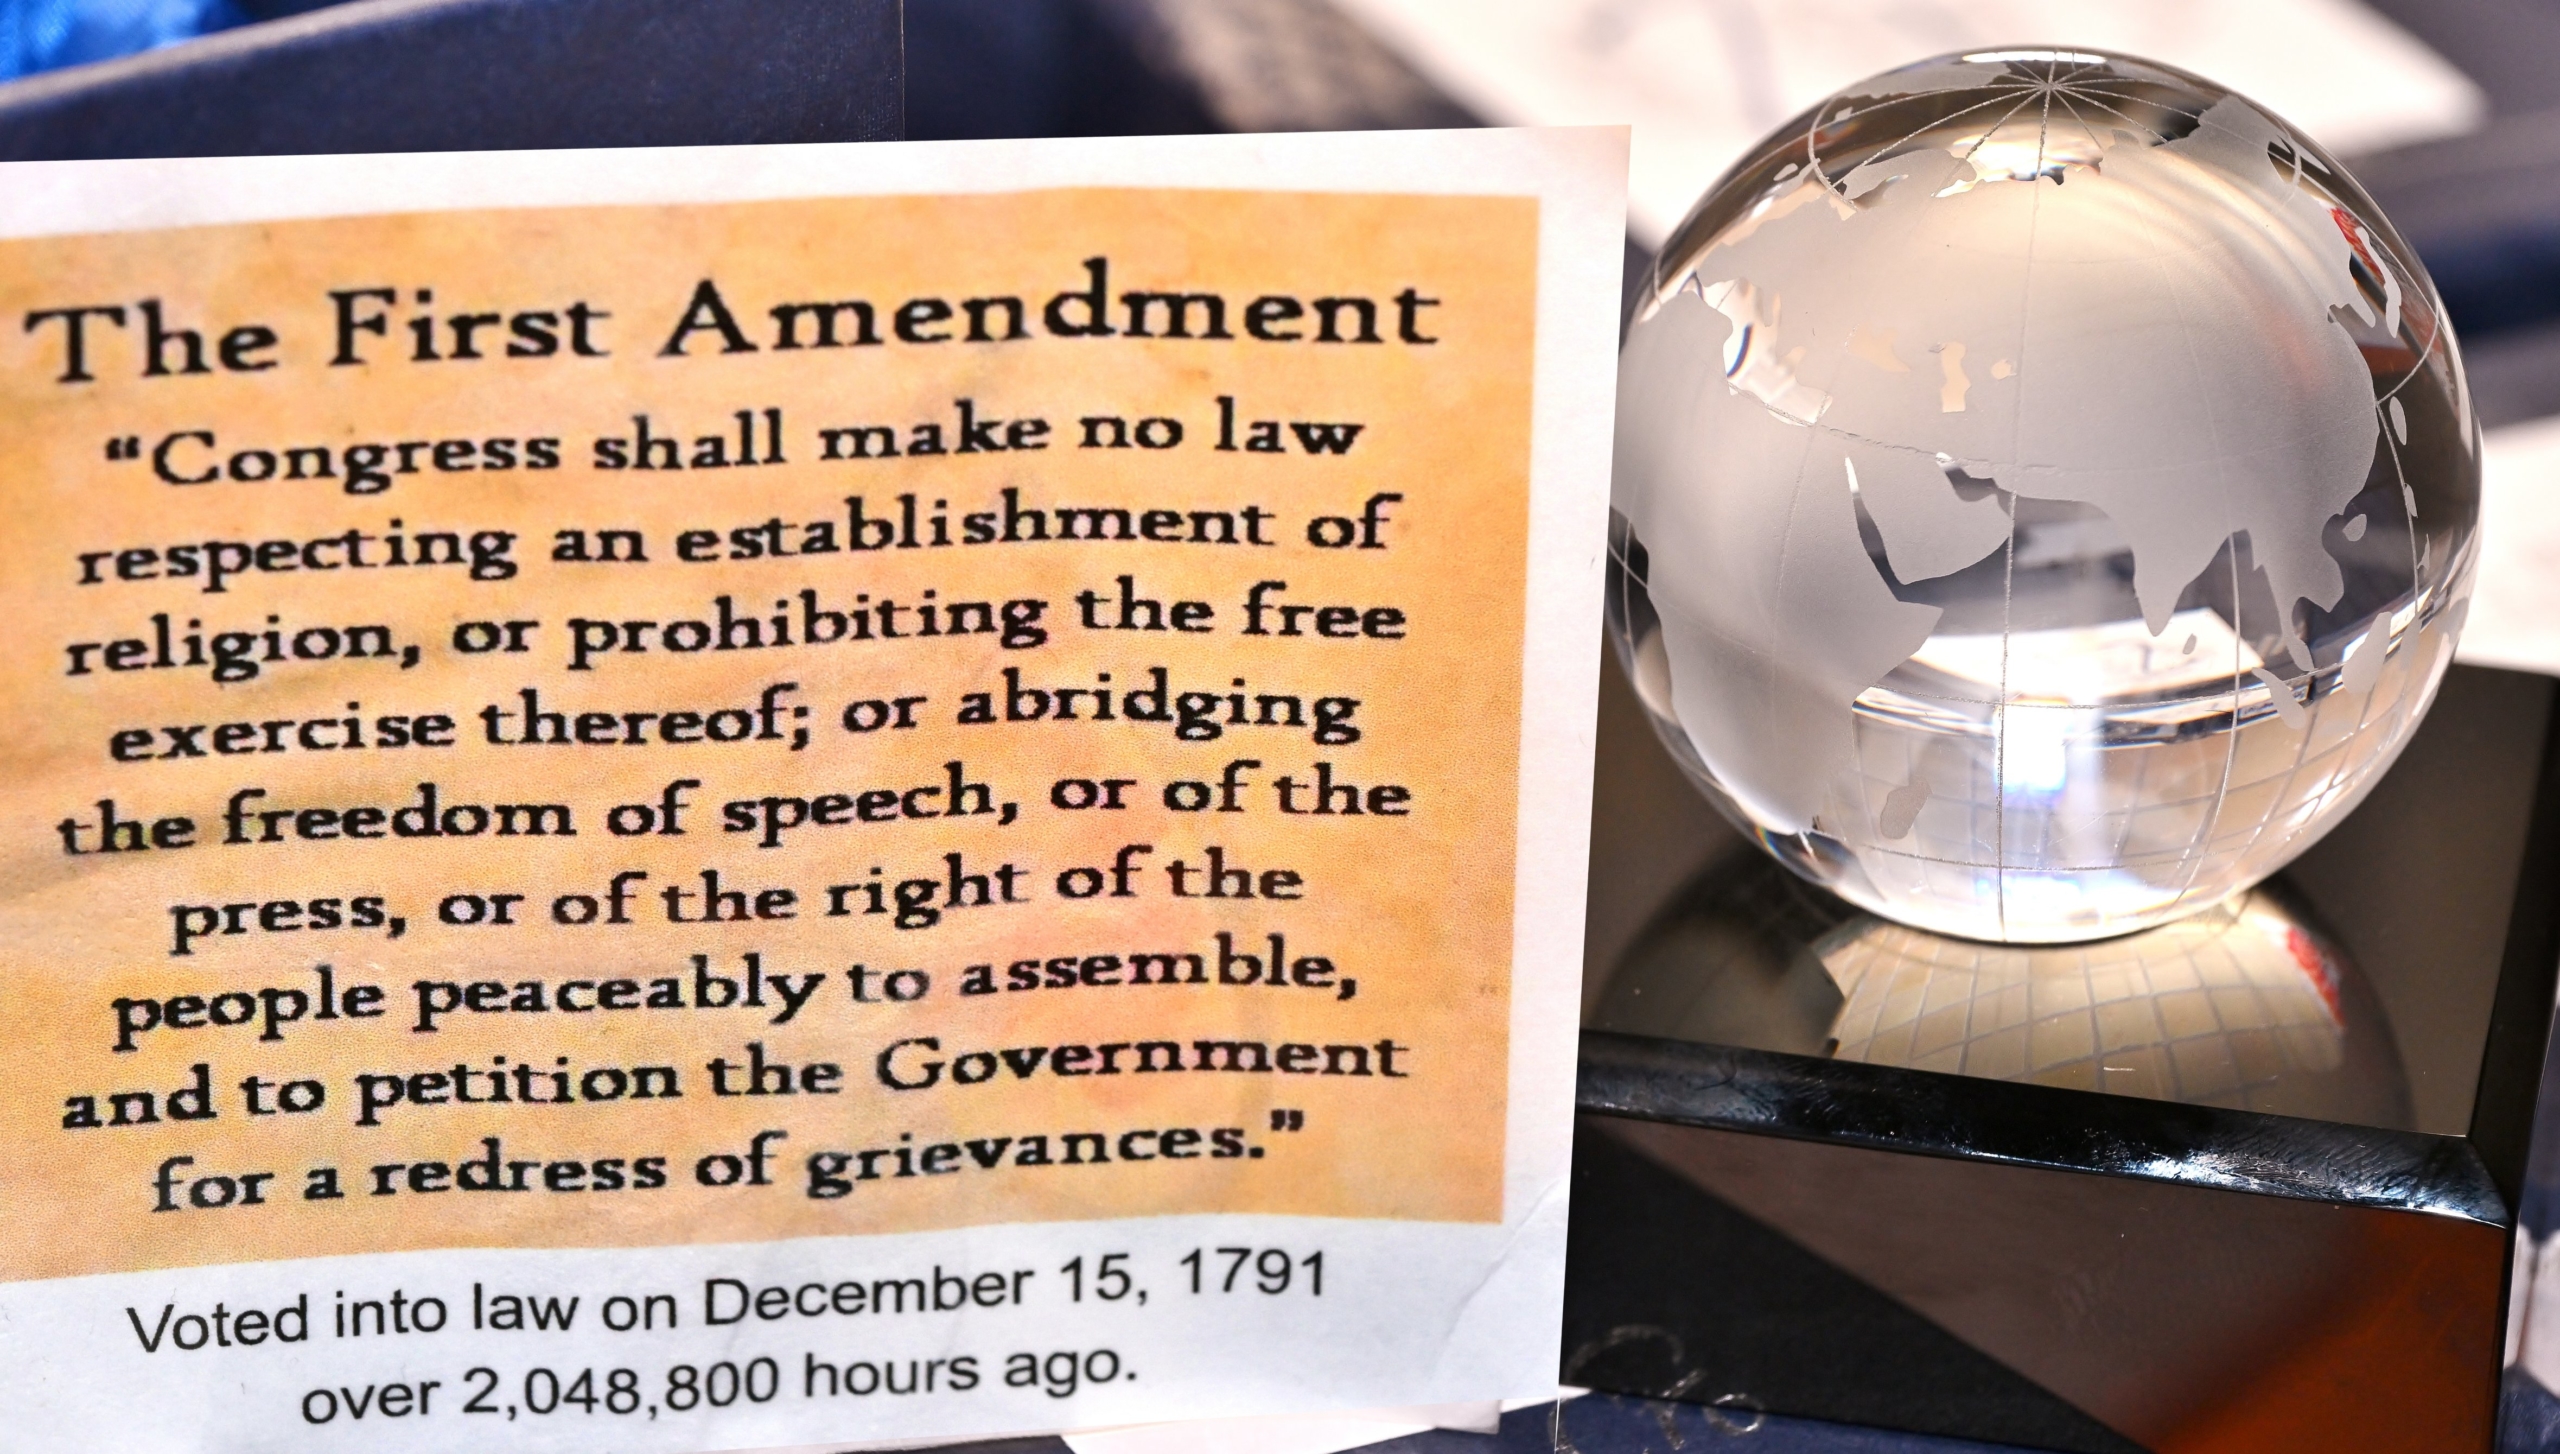 The First Amendment
“Congress shall make no law
respecting an establishment of
religion, or prohibiting the free
exercise thereof; or abridging
the freedom of speech, or of the
press, or of the right of the
people peaceably to assemble,
and to petition the Government
for a redress of grievances.”
Voted into law on December 15, 1791
over 2,048,800 hours ago.